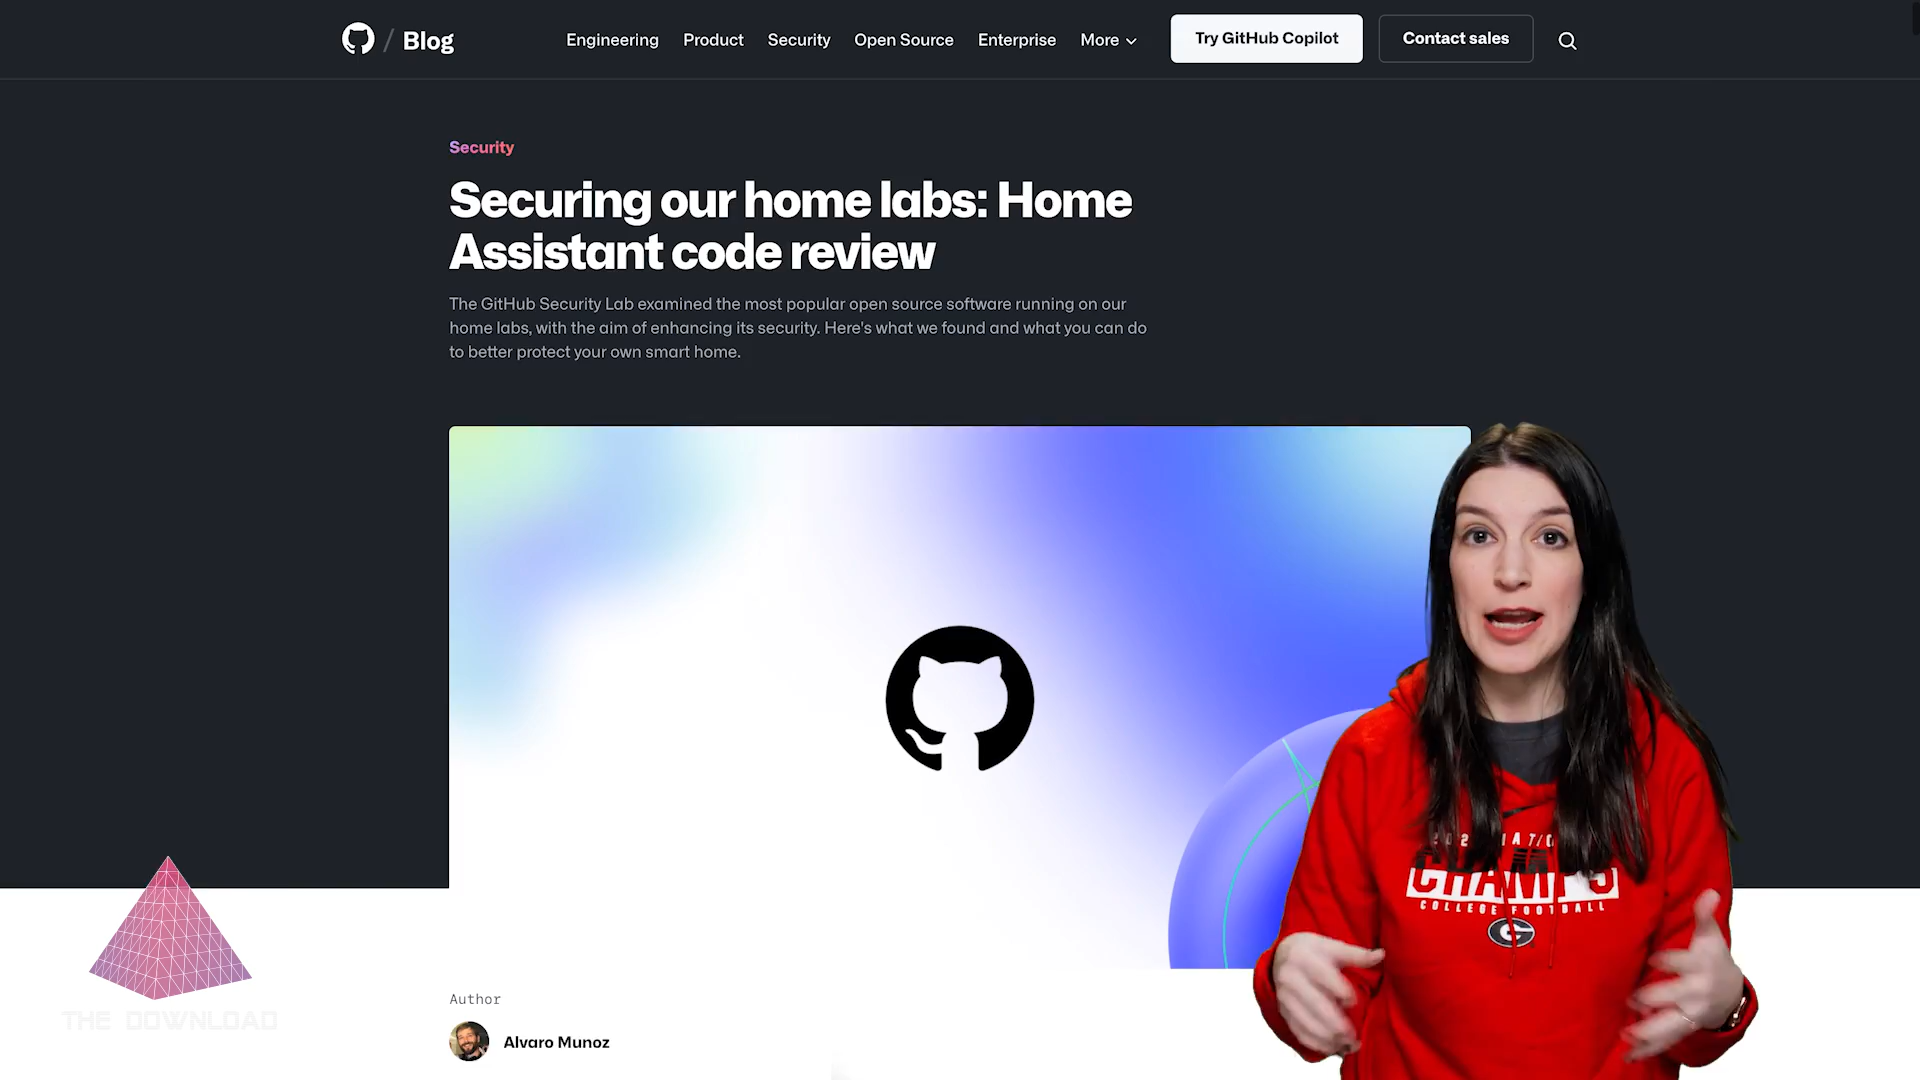 Blog
Engineering Product Security Open Source Enterprise More Try GitHub Copilot Contact sales
Security
Securing our home labs: Home
Assistant code review
The GitHub Security Lab examined the most popular open source software running on our
home labs, with the aim of enhancing its security. Here's what we found and what you can do
to better protect your own smart home.
CHAMPS
COLLEGE FOOTBALL
G
THE DOWNLOAD
Author
Alvaro Munoz